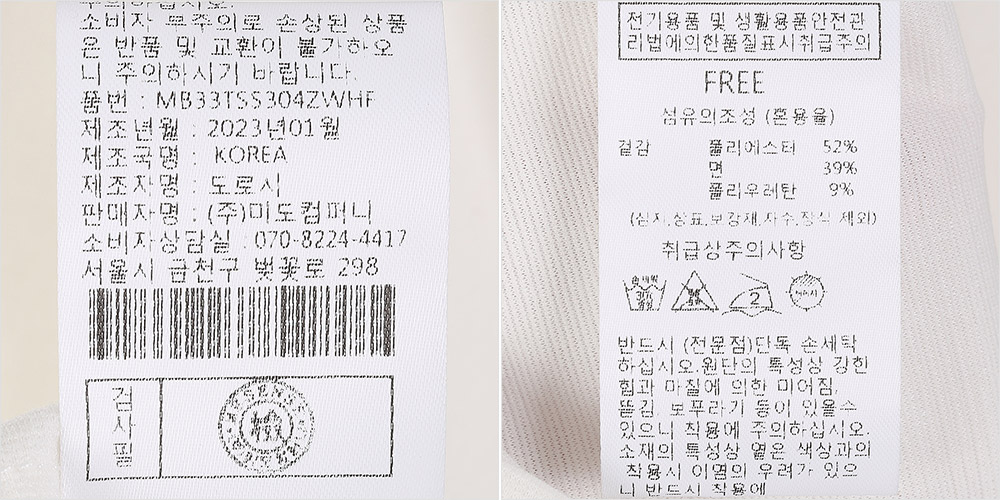 소비자 부주의로 손상된 상품
은 반품 및 교환이 불가하오
니 주의하시기 바랍니다.
품번 : MB33TSS304ZWHF
제조년월 : 2023년01월
제조국명 : KOREA
제조자명 : 도로시
판매자명 : (주)미도컴퍼니
소비자상담실 : 070-8224-4417
서울시 금천구 벚꽃로 298
검
사
필
전기용품 및 생활용품안전관
리법에의한품질표시취급주의
FREE
섬유의조성 (혼용율)
겉감 폴리에스터 52%
면 39%
폴리우레탄 9%
(심지,상표,보강재,자수,장식 제외)
취급상주의사항
손세탁
30℃
중성
2
반드시 (전문점)단독 손세탁
하십시오.원단의 특성상 강한
힘과 마찰에 의한 미어짐,
뜯김, 보푸라기 등이 있을수
있으니 착용에 주의하십시오.
소재의 특성상 옅은 색상과의
착용시 이염의 우려가 있으
니 반드시 착용에